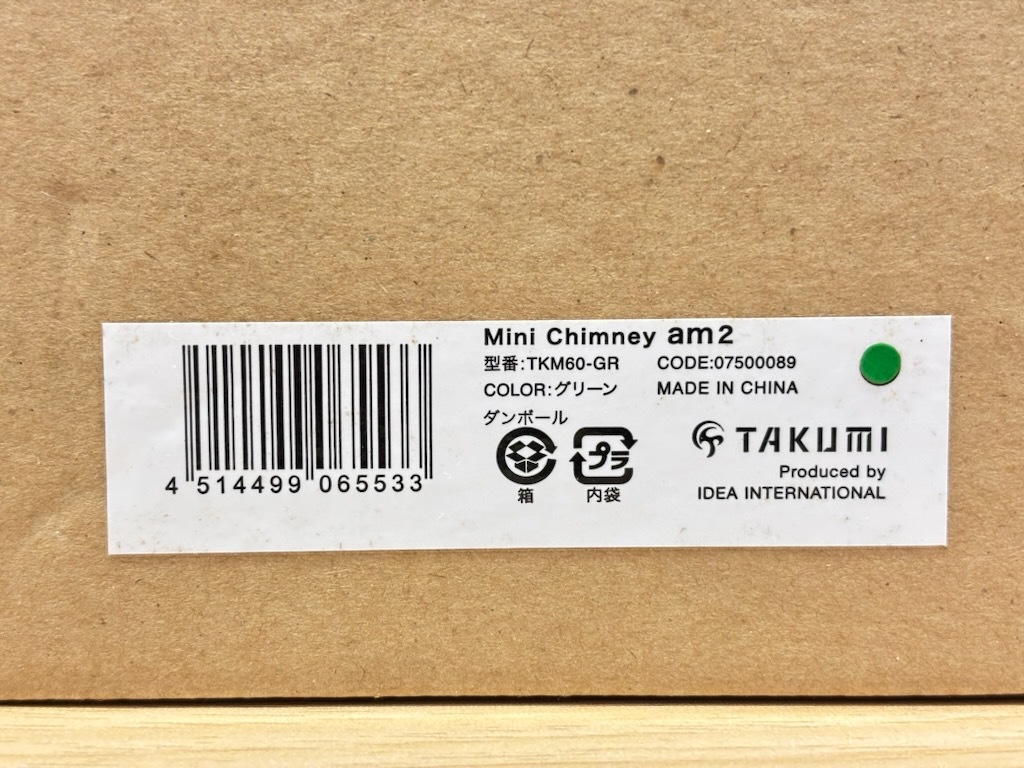 Mini Chimney am2
型番:TKM60-GR CODE:07500089
COLOR:グリーン MADE IN CHINA
ダンボール
プラ
箱 内袋
TAKUMI
Produced by
IDEA INTERNATIONAL
4 514499 065533